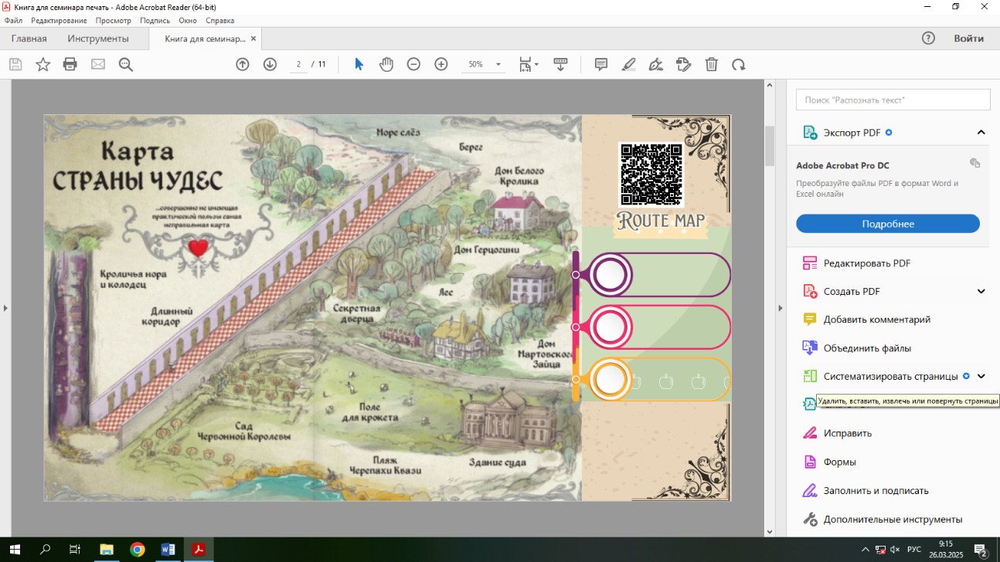 Книга для семинара печать - Adobe Acrobat Reader (64-bit)
Файл Редактирование Просмотр Подпись Окно Справка
Главная Инструменты Книга для семинар... × Войти
2 / 11 50%
Карта
СТРАНЫ ЧУДЕС
...совершенно не имеющая
практической пользы самая
неправильная карта
Море слёз
Берег
Дом Белого
Кролика
Дом Герцогини
Кроличья нора
и колодец
Лес
Длинный
коридор
Секретная
дверца
Дом
Мартовского
Зайца
Поле
для крокета
Сад
Червонной Королевы
Пляж
Черепахи Квази
Здание суда
ROUTE MAP
Поиск "Распознать текст"
Экспорт PDF
Adobe Acrobat Pro DC
Преобразуйте файлы PDF в формат Word и
Excel онлайн
Подробнее
Редактировать PDF
Создать PDF
Добавить комментарий
Объединить файлы
Систематизировать страницы
Удалить, вставить, извлечь или повернуть страницы
Исправить
Формы
Заполнить и подписать
Дополнительные инструменты
РУС
9:15
26.03.2025
2